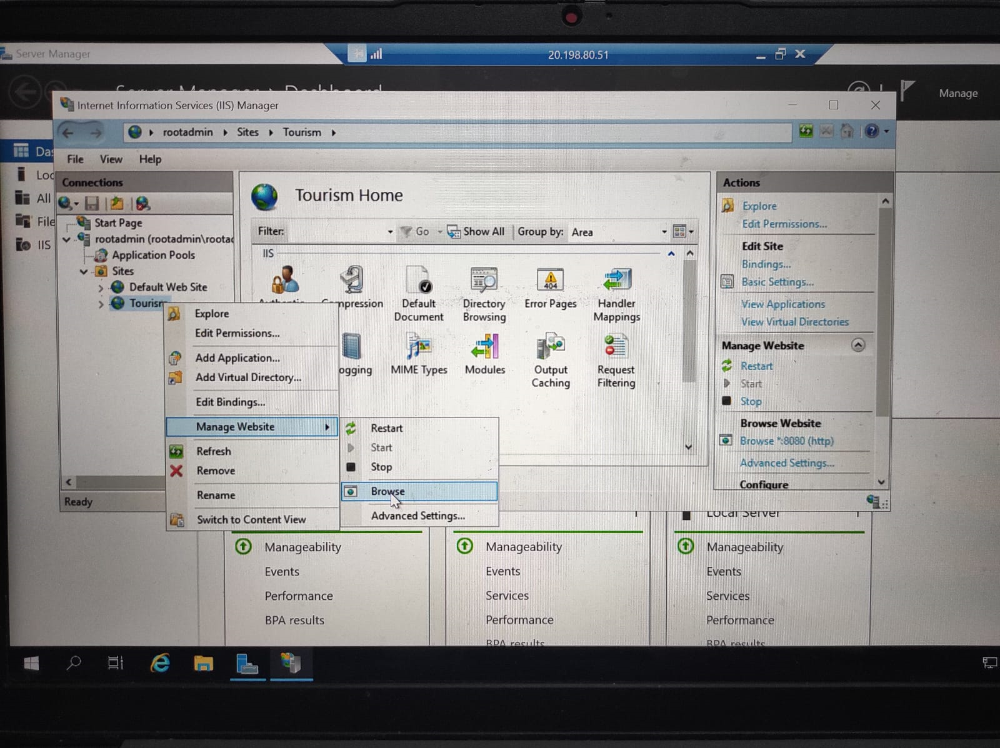 Server Manager
20.198.80.51
Server Manager Dashboard
Manage
Internet Information Services (IIS) Manager
rootadmin Sites Tourism
File View Help
Das
Loc
All
File
IIS
Connections
Start Page
rootadmin (rootadmin\rootad
Application Pools
Sites
Default Web Site
Tourism
Ready
Tourism Home
Filter: Go Show All Group by: Area
IIS
Compression
Default Document
Directory Browsing
Error Pages
404
Handler Mappings
ogging
MIME Types
Modules
Output Caching
Request Filtering
Explore
Edit Permissions...
Add Application...
Add Virtual Directory...
Edit Bindings...
Manage Website
Refresh
Remove
Rename
Switch to Content View
Restart
Start
Stop
Browse
Advanced Settings...
Actions
Explore
Edit Permissions...
Edit Site
Bindings...
Basic Settings...
View Applications
View Virtual Directories
Manage Website
Restart
Start
Stop
Browse Website
Browse *:8080 (http)
Advanced Settings...
Configure
Manageability
Events
Performance
BPA results
1
Manageability
Events
Services
Performance
BPA results
Local Server 1
Manageability
Events
Services
Performance
BPA results